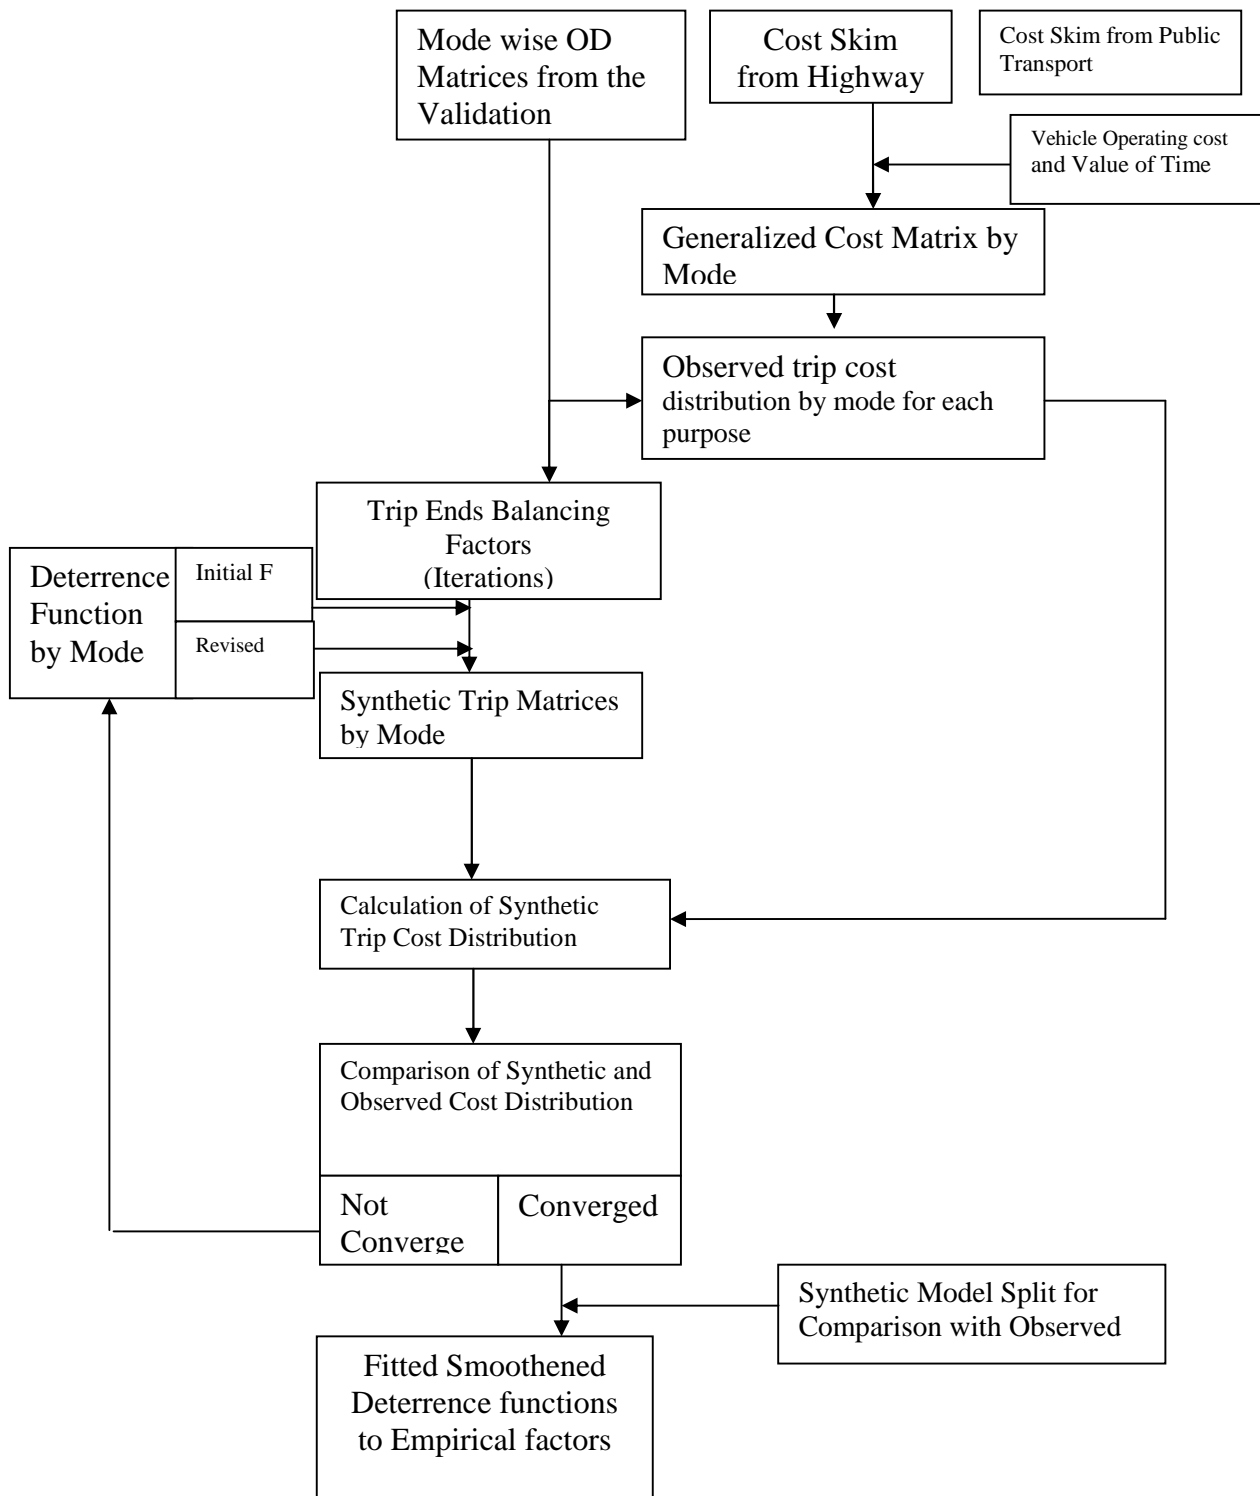 Mode wise OD
Matrices from the
Validation
Cost Skim
from Highway
Cost Skim from Public
Transport
Vehicle Operating cost
and Value of Time
Generalized Cost Matrix by
Mode
Observed trip cost
distribution by mode for each
purpose
Trip Ends Balancing
Factors
(Iterations)
Deterrence
Function
by Mode
Initial F
Revised
Synthetic Trip Matrices
by Mode
Calculation of Synthetic
Trip Cost Distribution
Comparison of Synthetic and
Observed Cost Distribution
Not
Converge
Converged
Synthetic Model Split for
Comparison with Observed
Fitted Smoothened
Deterrence functions
to Empirical factors